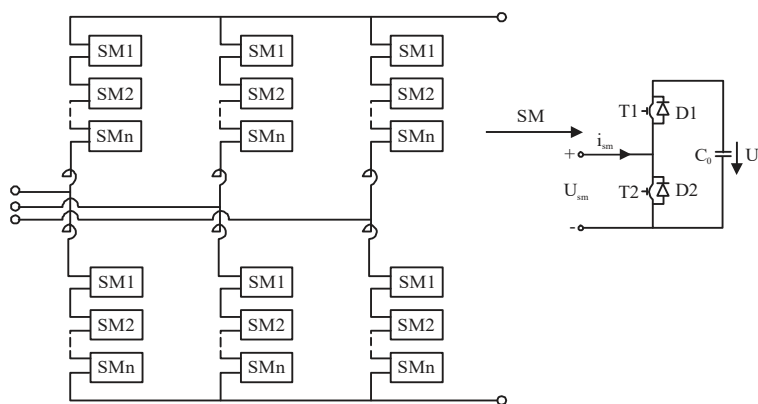 SM1 SM1 SM1
SM2 SM2 SM2
SMn SMn SMn
SM1 SM1 SM1
SM2 SM2 SM2
SMn SMn SMn
SM
T1 D1
i_sm
+
C_0 U
U_sm T2 D2
-